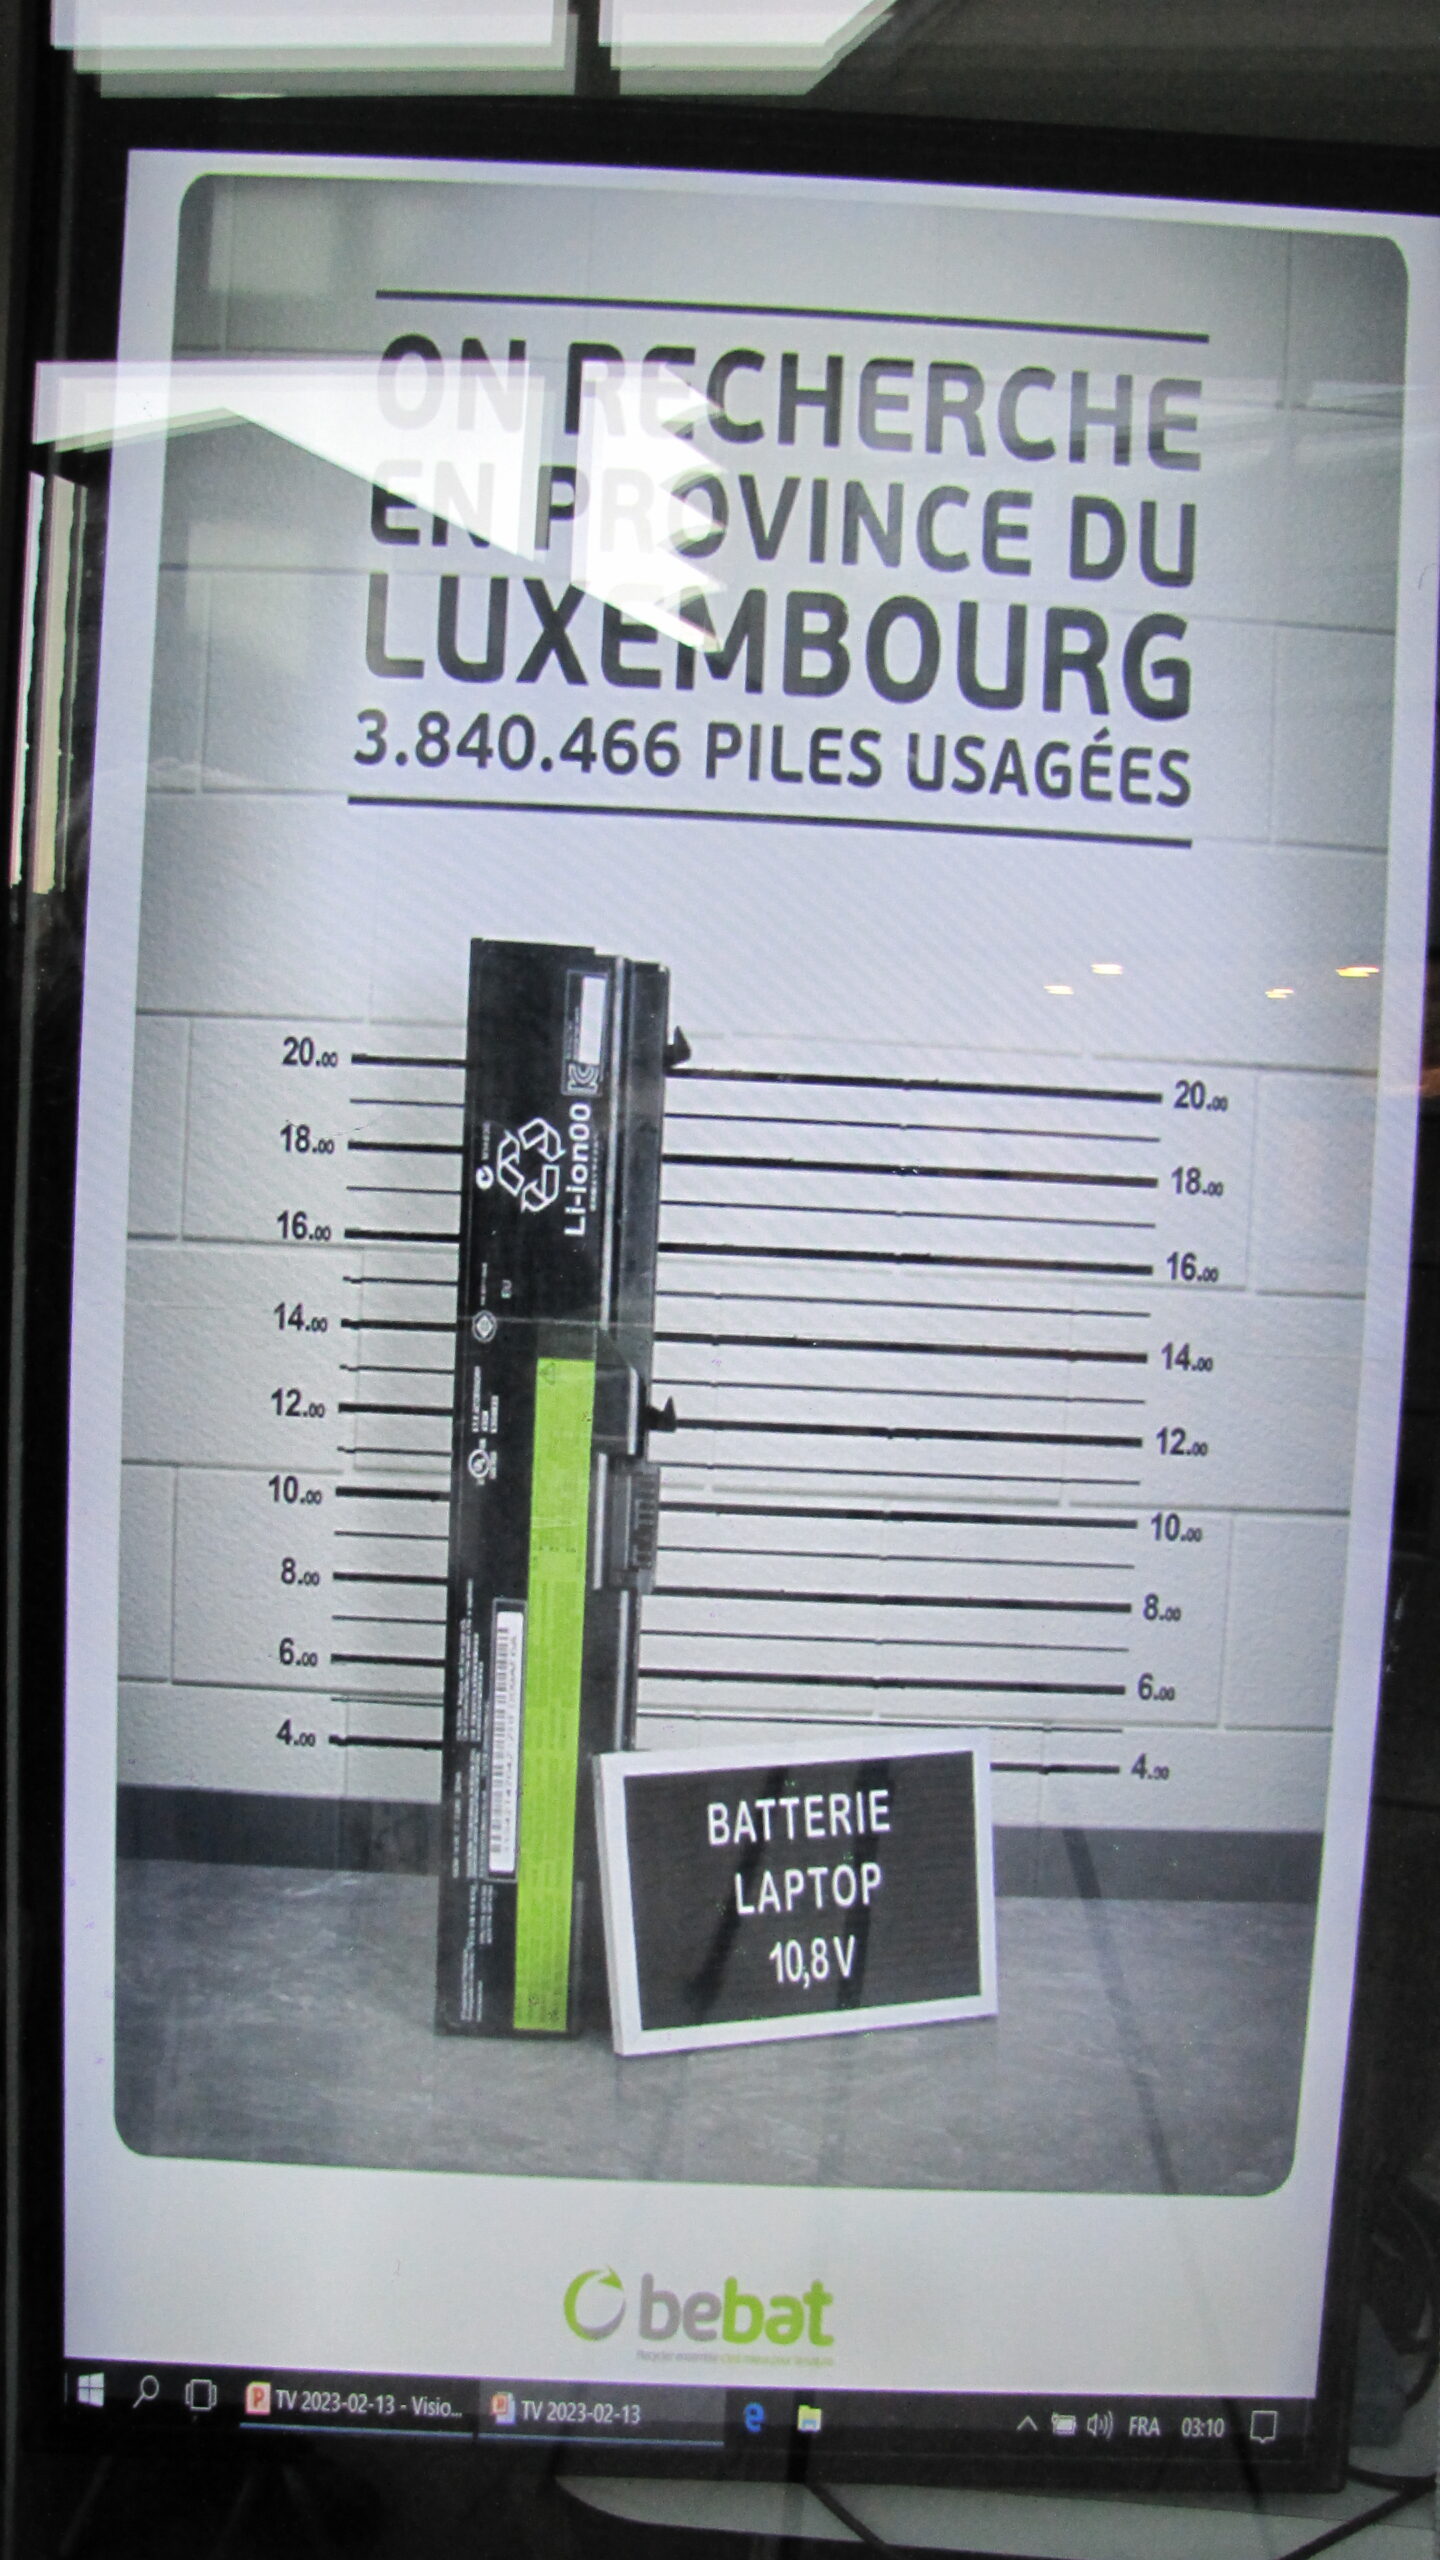 ON RECHERCHE
EN PROVINCE DU
LUXEMBOURG
3.840.466 PILES USAGÉES
20.00
20.00
18.00
18.00
16.00
16.00
14.00
14.00
12.00
12.00
10.00
10.00
8.00
8.00
6.00
6.00
4.00
4.00
Li-ion00
BATTERIE
LAPTOP
10,8 V
bebat
TV 2023-02-13 - Visio...
TV 2023-02-13
FRA
03:10